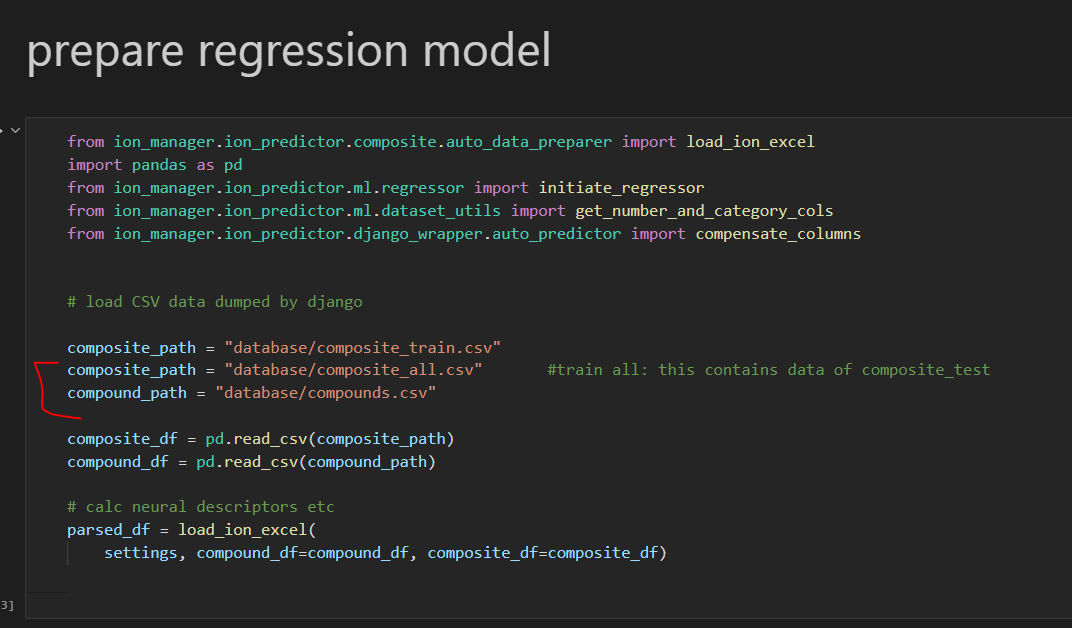 prepare regression model
from ion_manager.ion_predictor.composite.auto_data_preparer import load_ion_excel
import pandas as pd
from ion_manager.ion_predictor.ml.regressor import initiate_regressor
from ion_manager.ion_predictor.ml.dataset_utils import get_number_and_category_cols
from ion_manager.ion_predictor.django_wrapper.auto_predictor import compensate_columns
# load CSV data dumped by django
composite_path = "database/composite_train.csv"
composite_path = "database/composite_all.csv"       #train all: this contains data of composite_test
compound_path = "database/compounds.csv"
composite_df = pd.read_csv(composite_path)
compound_df = pd.read_csv(compound_path)
# calc neural descriptors etc
parsed_df = load_ion_excel(
    settings, compound_df=compound_df, composite_df=composite_df)
3]